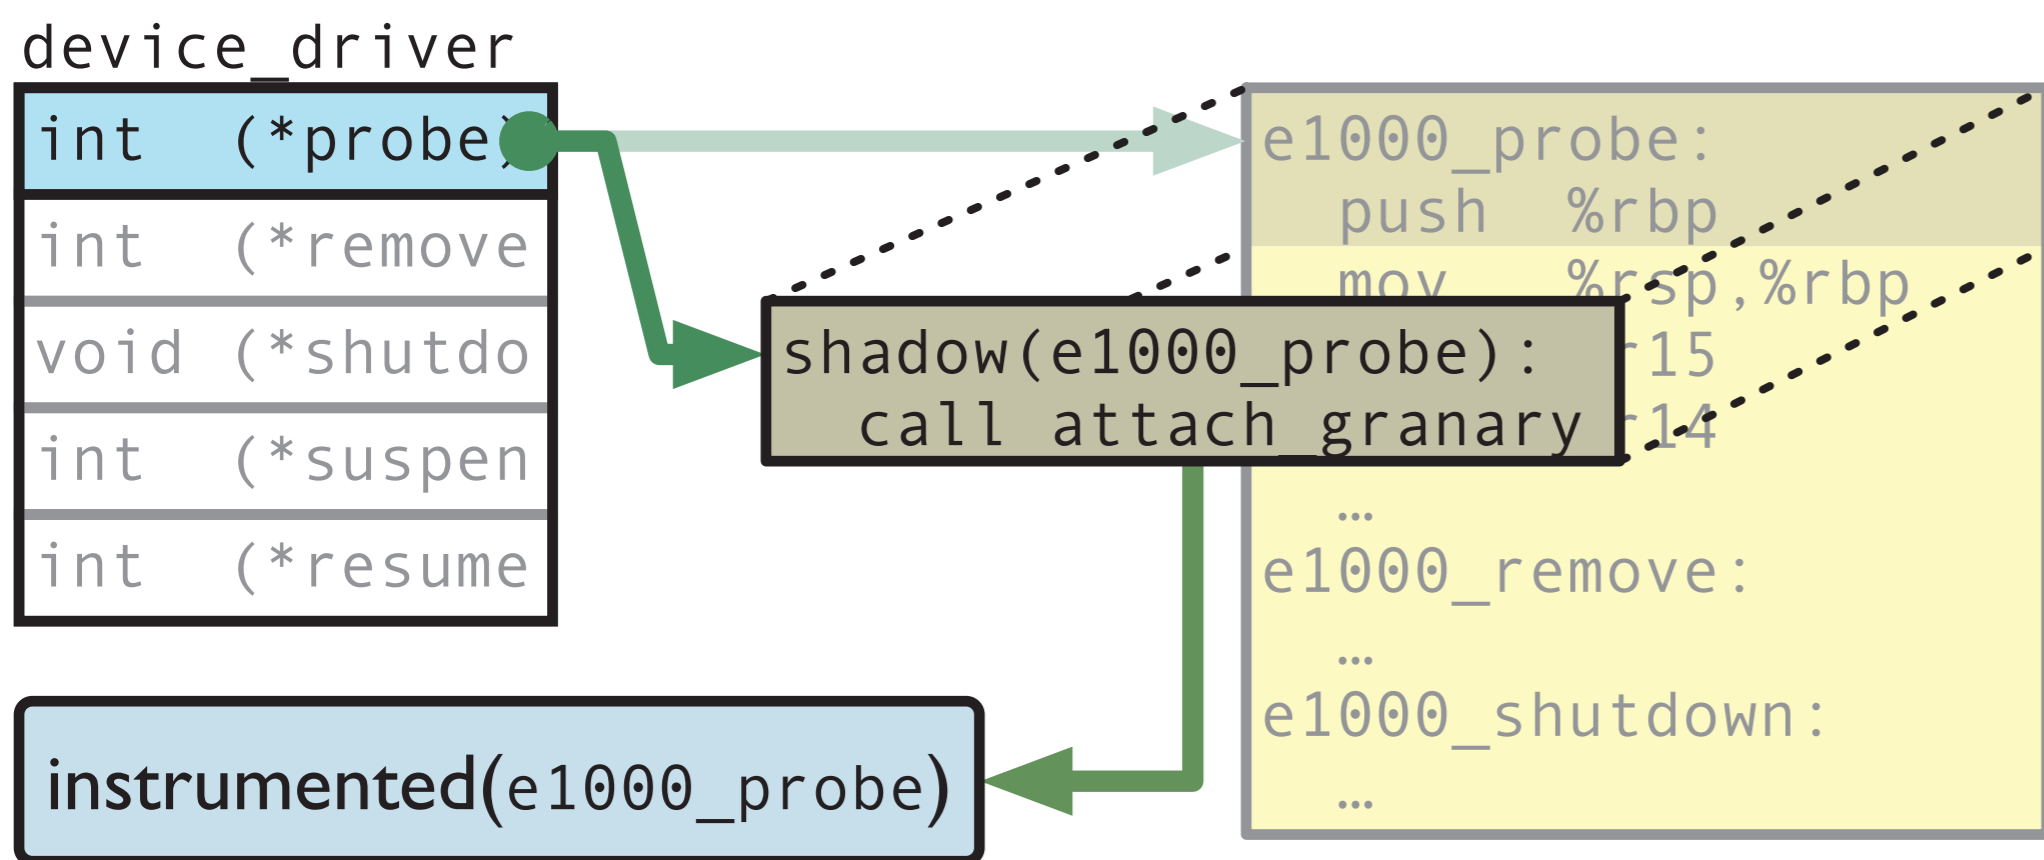 device_driver
int (*probe)
int (*remove
void (*shutdo
int (*suspen
int (*resume
e1000_probe:
push %rbp
mov %rsp,%rbp
r15
r14
…
e1000_remove:
…
e1000_shutdown:
…
shadow(e1000_probe):
call attach_granary
instrumented(e1000_probe)